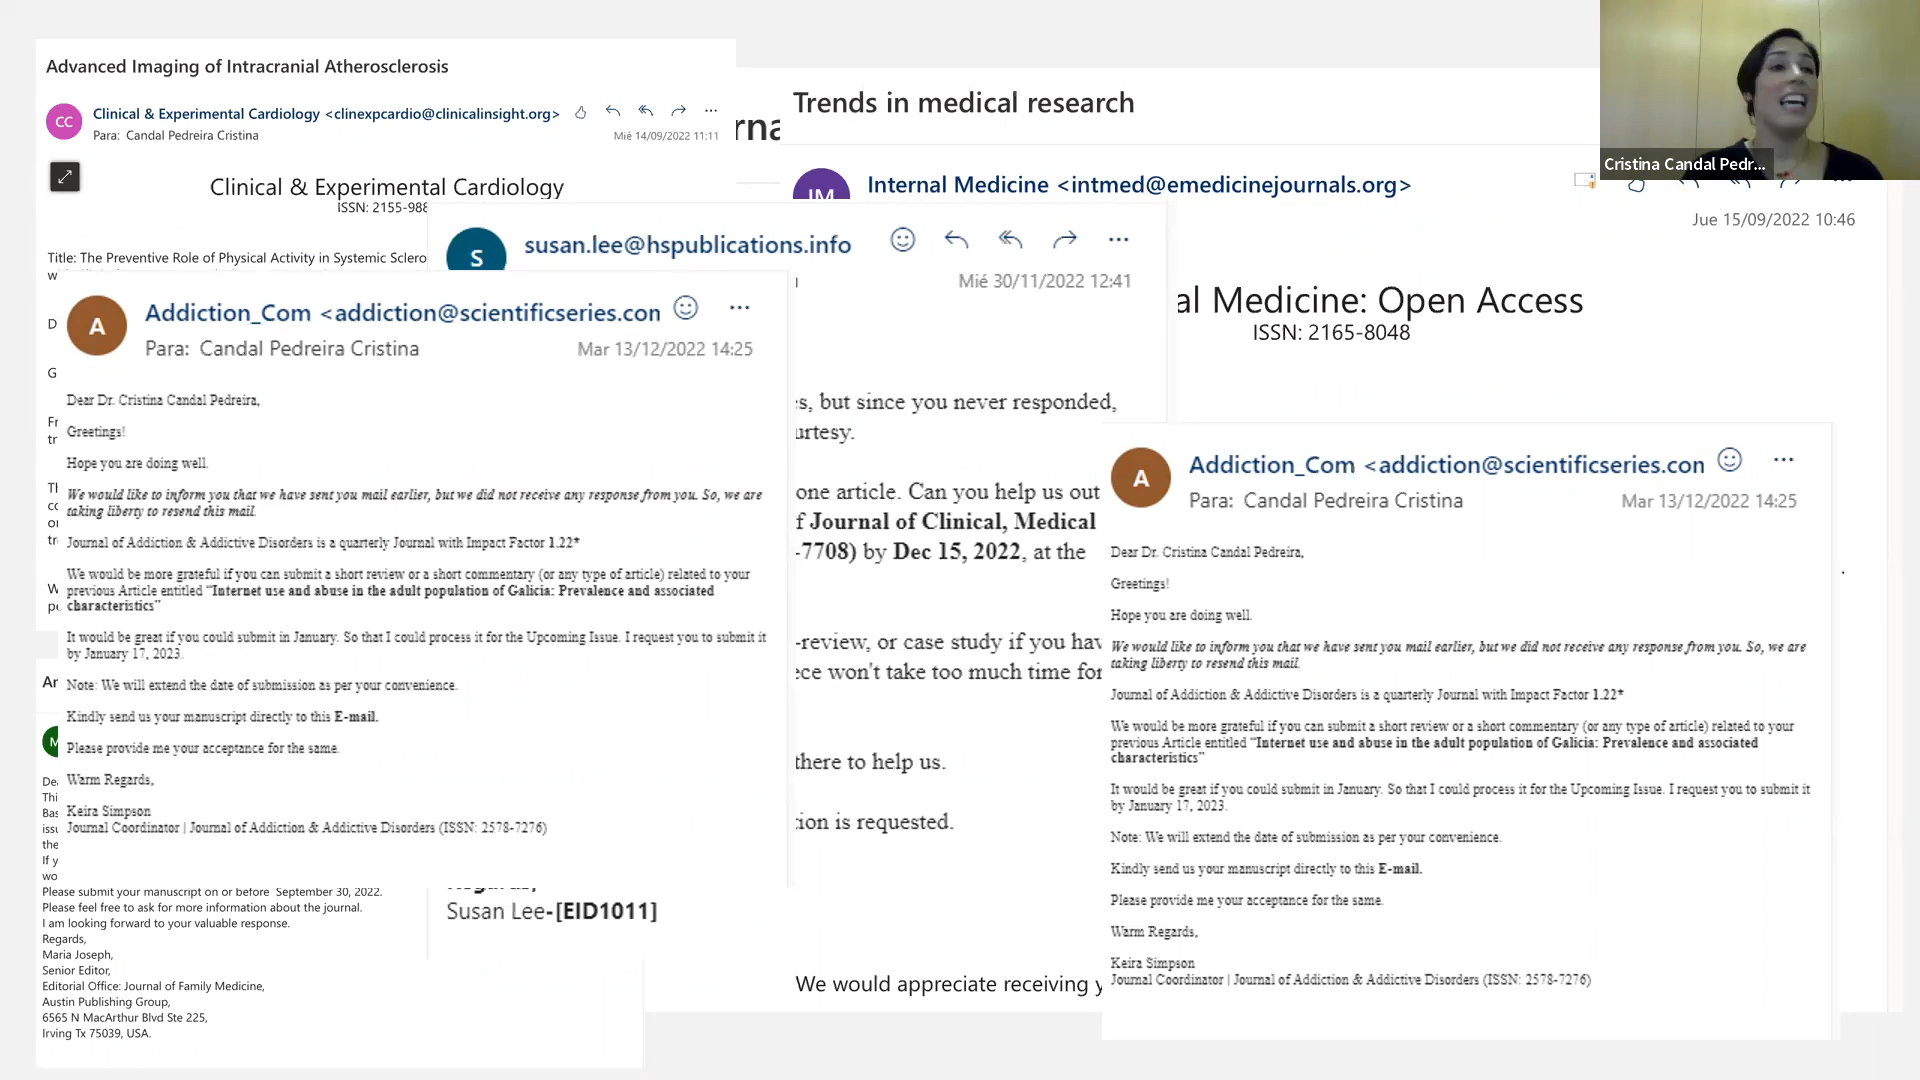 Advanced Imaging of Intracranial Atherosclerosis
CC
Clinical & Experimental Cardiology <clinexpcardio@clinicalinsight.org>
Para: Candal Pedreira Cristina
Mié 14/09/2022 11:11
Clinical & Experimental Cardiology
ISSN: 2155-988
Title: The Preventive Role of Physical Activity in Systemic Sclero
Trends in medical research
IM
Internal Medicine <intmed@emedicinejournals.org>
Jue 15/09/2022 10:46
al Medicine: Open Access
ISSN: 2165-8048
Cristina Candal Pedr...
S
susan.lee@hspublications.info
Mié 30/11/2022 12:41
s, but since you never responded,
urtesy.
one article. Can you help us out
f Journal of Clinical, Medical
-7708) by Dec 15, 2022, at the
-review, or case study if you hav
ece won't take too much time for
there to help us.
tion is requested.
Susan Lee-[EID1011]
We would appreciate receiving y
A
Addiction_Com <addiction@scientificseries.con
Para: Candal Pedreira Cristina
Mar 13/12/2022 14:25
Dear Dr. Cristina Candal Pedreira,
Greetings!
Hope you are doing well.
We would like to inform you that we have sent you mail earlier, but we did not receive any response from you. So, we are
taking liberty to resend this mail.
Journal of Addiction & Addictive Disorders is a quarterly Journal with Impact Factor 1.22*
We would be more grateful if you can submit a short review or a short commentary (or any type of article) related to your
previous Article entitled "Internet use and abuse in the adult population of Galicia: Prevalence and associated
characteristics"
It would be great if you could submit in January. So that I could process it for the Upcoming Issue. I request you to submit it
by January 17, 2023.
Note: We will extend the date of submission as per your convenience.
Kindly send us your manuscript directly to this E-mail.
Please provide me your acceptance for the same.
Warm Regards,
Keira Simpson
Journal Coordinator | Journal of Addiction & Addictive Disorders (ISSN: 2578-7276)
Please submit your manuscript on or before September 30, 2022.
Please feel free to ask for more information about the journal.
I am looking forward to your valuable response.
Regards,
Maria Joseph,
Senior Editor,
Editorial Office: Journal of Family Medicine,
Austin Publishing Group,
6565 N MacArthur Blvd Ste 225,
Irving Tx 75039, USA.
A
Addiction_Com <addiction@scientificseries.con
Para: Candal Pedreira Cristina
Mar 13/12/2022 14:25
Dear Dr. Cristina Candal Pedreira,
Greetings!
Hope you are doing well.
We would like to inform you that we have sent you mail earlier, but we did not receive any response from you. So, we are
taking liberty to resend this mail.
Journal of Addiction & Addictive Disorders is a quarterly Journal with Impact Factor 1.22*
We would be more grateful if you can submit a short review or a short commentary (or any type of article) related to your
previous Article entitled "Internet use and abuse in the adult population of Galicia: Prevalence and associated
characteristics"
It would be great if you could submit in January. So that I could process it for the Upcoming Issue. I request you to submit it
by January 17, 2023.
Note: We will extend the date of submission as per your convenience.
Kindly send us your manuscript directly to this E-mail.
Please provide me your acceptance for the same.
Warm Regards,
Keira Simpson
Journal Coordinator | Journal of Addiction & Addictive Disorders (ISSN: 2578-7276)